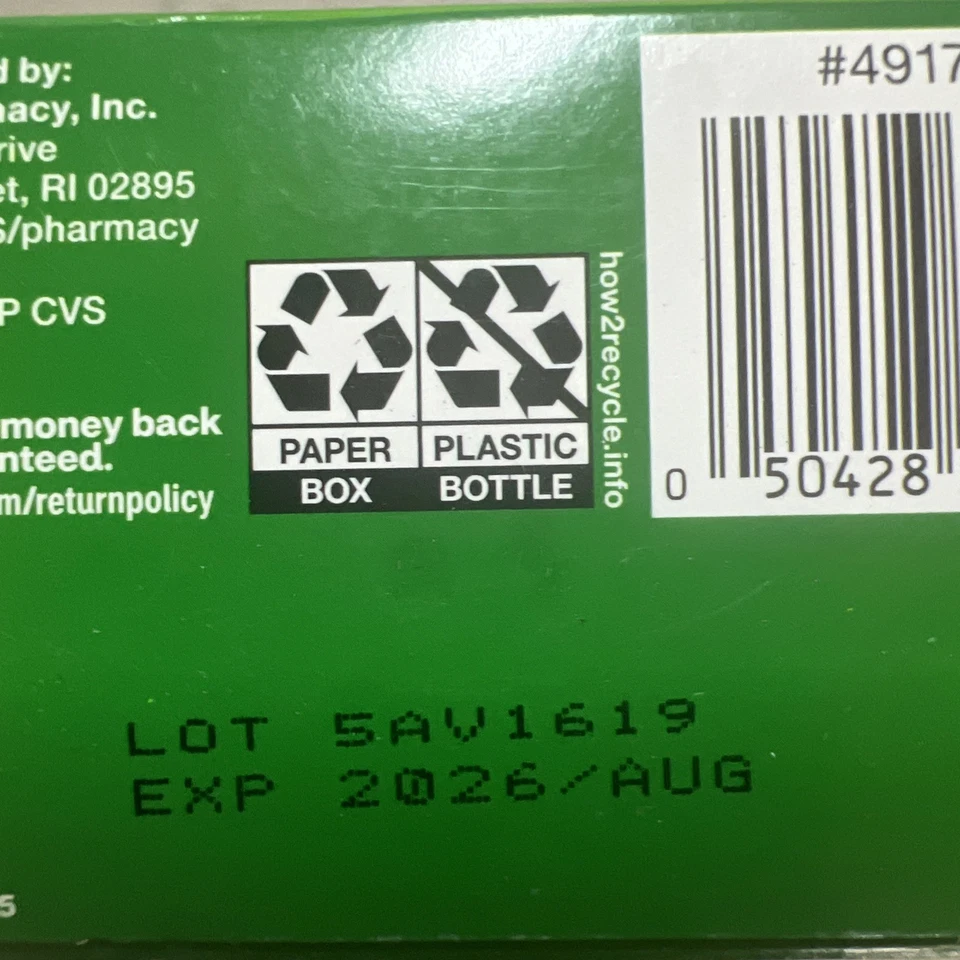 d by:
macy, Inc.
rive
et, RI 02895
S/pharmacy
P CVS
money back
nteed.
m/returnpolicy
PAPER
BOX
PLASTIC
BOTTLE
how2recycle.info
#4917
0 50428
LOT 5AV1619
EXP 2026/AUG
5